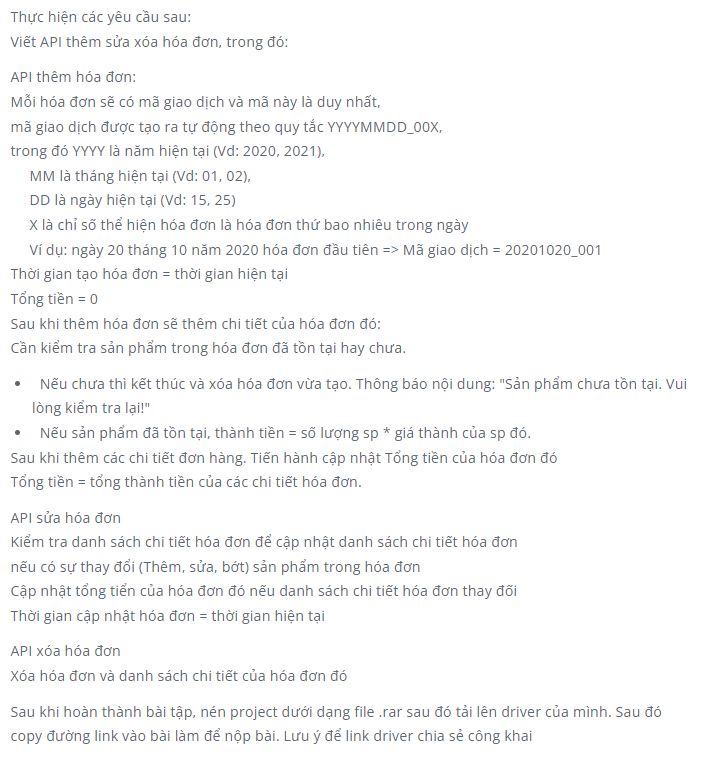 Thực hiện các yêu cầu sau:
Viết API thêm sửa xóa hóa đơn, trong đó:
API thêm hóa đơn:
Mỗi hóa đơn sẽ có mã giao dịch và mã này là duy nhất,
mã giao dịch được tạo ra tự động theo quy tắc YYYYMMDD_00X,
trong đó YYYY là năm hiện tại (Vd: 2020, 2021),
MM là tháng hiện tại (Vd: 01, 02),
DD là ngày hiện tại (Vd: 15, 25)
X là chỉ số thể hiện hóa đơn là hóa đơn thứ bao nhiêu trong ngày
Ví dụ: ngày 20 tháng 10 năm 2020 hóa đơn đầu tiên => Mã giao dịch = 20201020_001
Thời gian tạo hóa đơn = thời gian hiện tại
Tổng tiền = 0
Sau khi thêm hóa đơn sẽ thêm chi tiết của hóa đơn đó:
Cần kiểm tra sản phẩm trong hóa đơn đã tồn tại hay chưa.
• Nếu chưa thì kết thúc và xóa hóa đơn vừa tạo. Thông báo nội dung: "Sản phẩm chưa tồn tại. Vui
lòng kiểm tra lại!"
• Nếu sản phẩm đã tồn tại, thành tiền = số lượng sp * giá thành của sp đó.
Sau khi thêm các chi tiết đơn hàng. Tiến hành cập nhật Tổng tiền của hóa đơn đó
Tổng tiền = tổng thành tiền của các chi tiết hóa đơn.
API sửa hóa đơn
Kiểm tra danh sách chi tiết hóa đơn để cập nhật danh sách chi tiết hóa đơn
nếu có sự thay đổi (Thêm, sửa, bớt) sản phẩm trong hóa đơn
Cập nhật tổng tiển của hóa đơn đó nếu danh sách chi tiết hóa đơn thay đối
Thời gian cập nhật hóa đơn = thời gian hiện tại
API xóa hóa đơn
Xóa hóa đơn và danh sách chi tiết của hóa đơn đó
Sau khi hoàn thành bài tập, nén project dưới dạng file .rar sau đó tải lên driver của mình. Sau đó
copy đường link vào bài làm để nộp bài. Lưu ý để link driver chia sẻ công khai